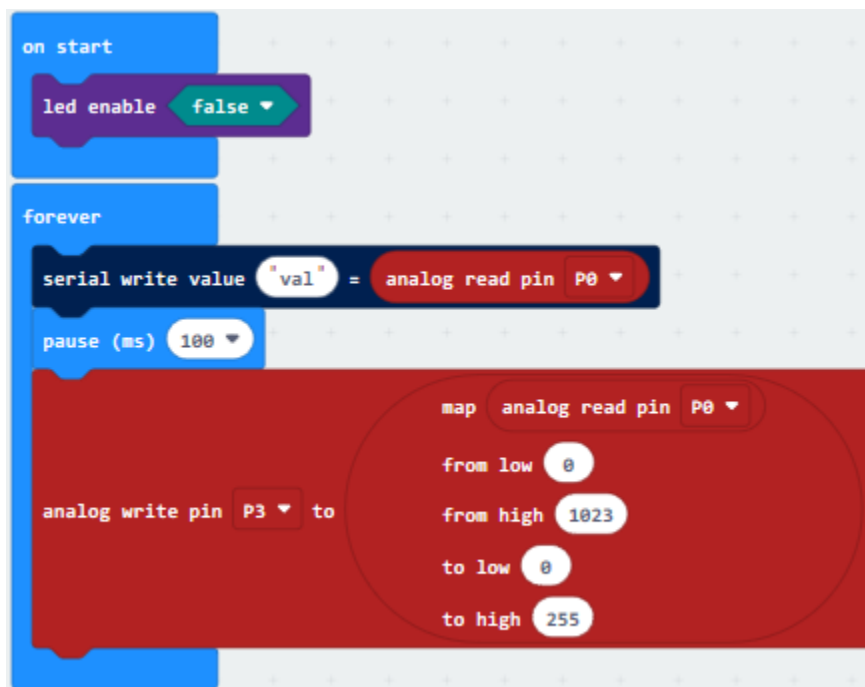 on start
led enable false
forever
serial write value "val" = analog read pin P0
pause (ms) 100
analog write pin P3 to map analog read pin P0
from low 0
from high 1023
to low 0
to high 255